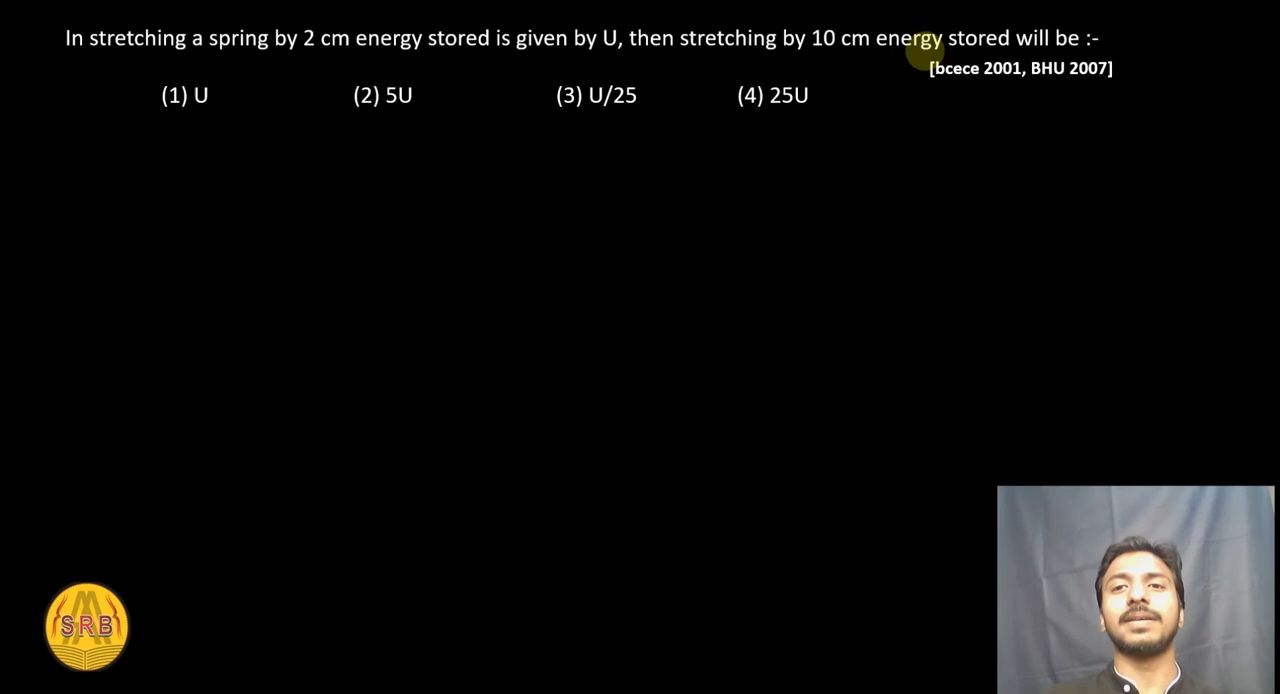 In stretching a spring by 2 cm energy stored is given by U, then stretching by 10 cm energy stored will be :-
[bcece 2001, BHU 2007]
(1) U (2) 5U (3) U/25 (4) 25U
SRB